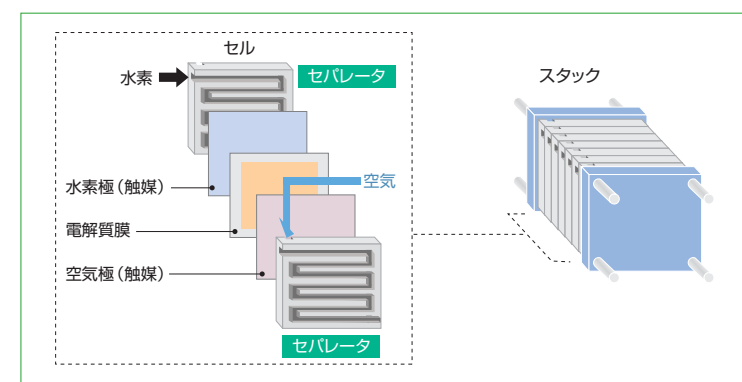 セル
水素
セパレータ
スタック
水素極(触媒)
空気
電解質膜
空気極(触媒)
セパレータ